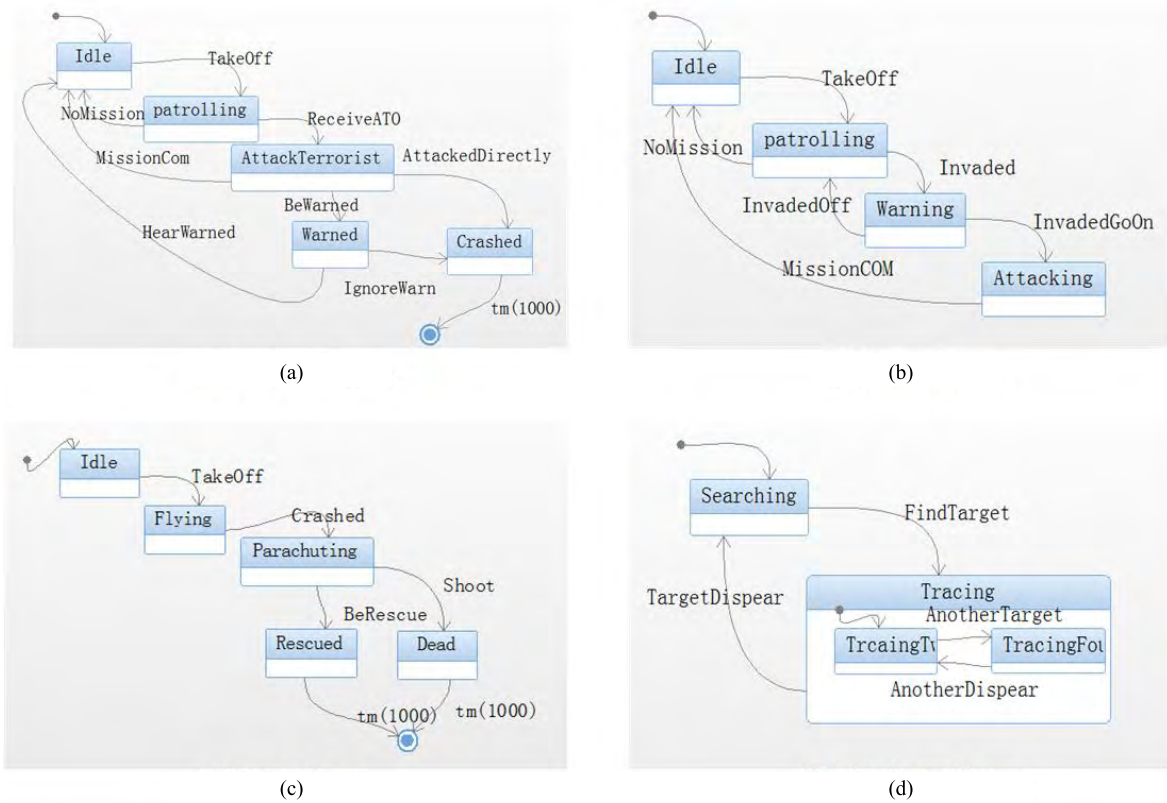 Idle
TakeOff
NoMission
patrolling
ReceiveATO
MissionCom
AttackTerrorist
AttackedDirectly
BeWarned
HearWarned
Warned
Crashed
IgnoreWarn
tm(1000)
(a)
Idle
TakeOff
NoMission
patrolling
Invaded
InvadedOff
Warning
InvadedGoOn
MissionCOM
Attacking
(b)
Idle
TakeOff
Flying
Crashed
Parachuting
Shoot
BeRescue
Rescued
Dead
tm(1000)
tm(1000)
(c)
Searching
FindTarget
TargetDispear
Tracing
AnotherTarget
TrcaingTw
TracingFou
AnotherDispear
(d)